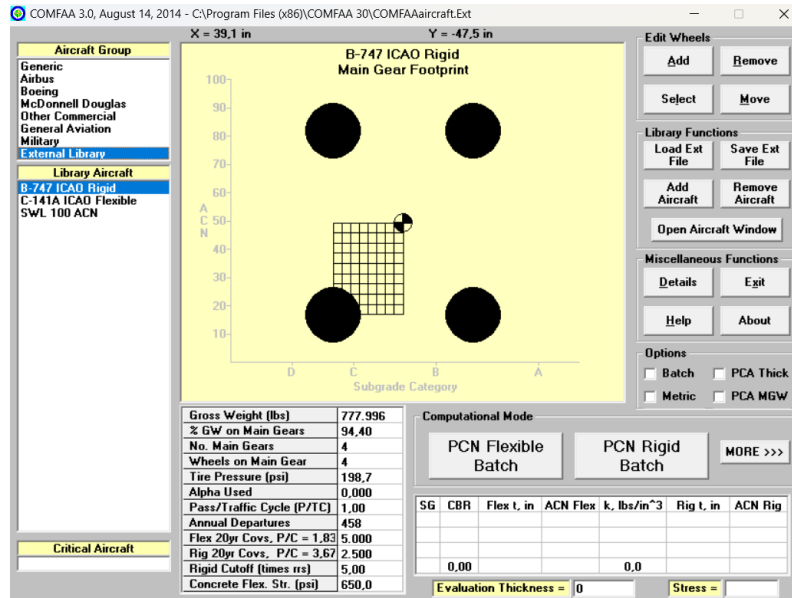 COMFAA 3.0, August 14, 2014 - C:\Program Files (x86)\COMFAA 30\COMFAAaircraft.Ext
Aircraft Group
Generic
Airbus
Boeing
McDonnell Douglas
Other Commercial
General Aviation
Military
External Library
Library Aircraft
B-747 ICAO Rigid
C-141A ICAO Flexible
SWL 100 ACN
Critical Aircraft
X = 39,1 in Y = -47,5 in
B-747 ICAO Rigid
Main Gear Footprint
100
90
80
70
60
50
40
30
20
10
A
C
N
D C B A
Subgrade Category
Gross Weight (lbs) 777.996
% GW on Main Gears 94,40
No. Main Gears 4
Wheels on Main Gear 4
Tire Pressure (psi) 198,7
Alpha Used 0,000
Pass/Traffic Cycle (P/TC) 1,00
Annual Departures 458
Flex 20yr Covs, P/C = 1,83 5.000
Rig 20yr Covs, P/C = 3,67 2.500
Rigid Cutoff (times rrs) 5,00
Concrete Flex. Str. (psi) 650,0
Edit Wheels
Add Remove
Select Move
Library Functions
Load Ext File Save Ext File
Add Aircraft Remove Aircraft
Open Aircraft Window
Miscellaneous Functions
Details Exit
Help About
Options
Batch PCA Thick
Metric PCA MGW
Computational Mode
PCN Flexible Batch PCN Rigid Batch MORE >>>
SG CBR Flex t, in ACN Flex k, lbs/in^3 Rig t, in ACN Rig
0,00 0,0
Evaluation Thickness = 0 Stress =